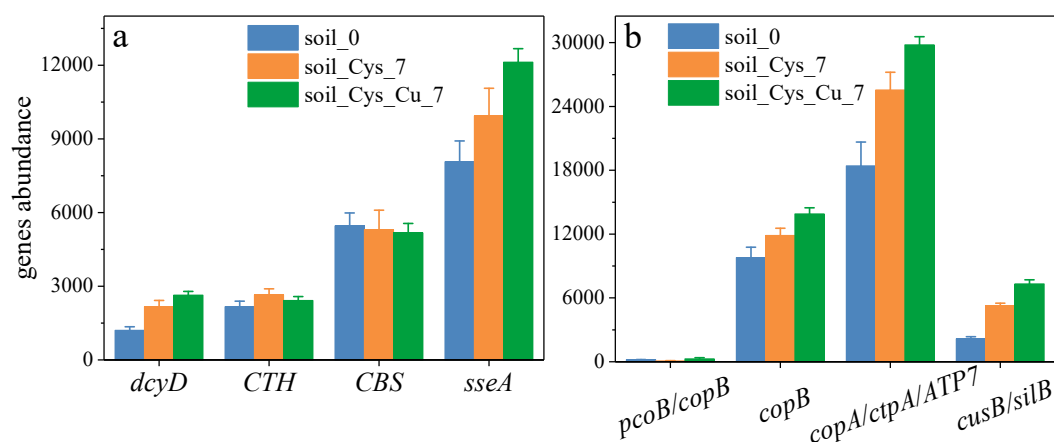 a
soil_0
soil_Cys_7
soil_Cys_Cu_7
genes abundance
12000
9000
6000
3000
0
dcyD
CTH
CBS
sseA
b
soil_0
soil_Cys_7
soil_Cys_Cu_7
30000
24000
18000
12000
6000
0
pcoB/copB
copB
copA/ctpA/ATP7
cusB/silB